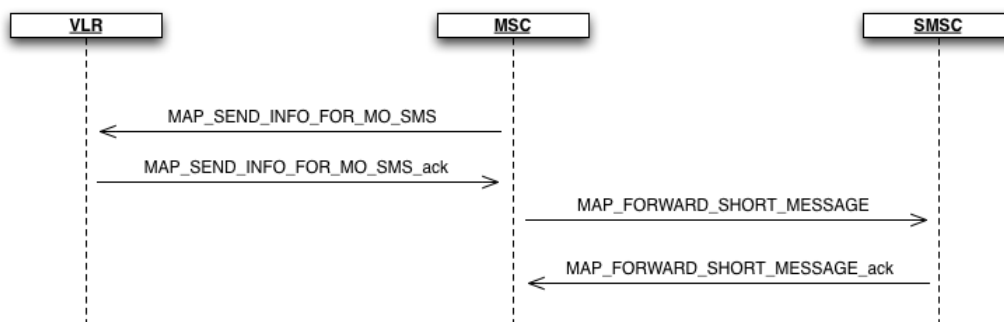 VLR
MSC
SMSC
MAP_SEND_INFO_FOR_MO_SMS
MAP_SEND_INFO_FOR_MO_SMS_ack
MAP_FORWARD_SHORT_MESSAGE
MAP_FORWARD_SHORT_MESSAGE_ack